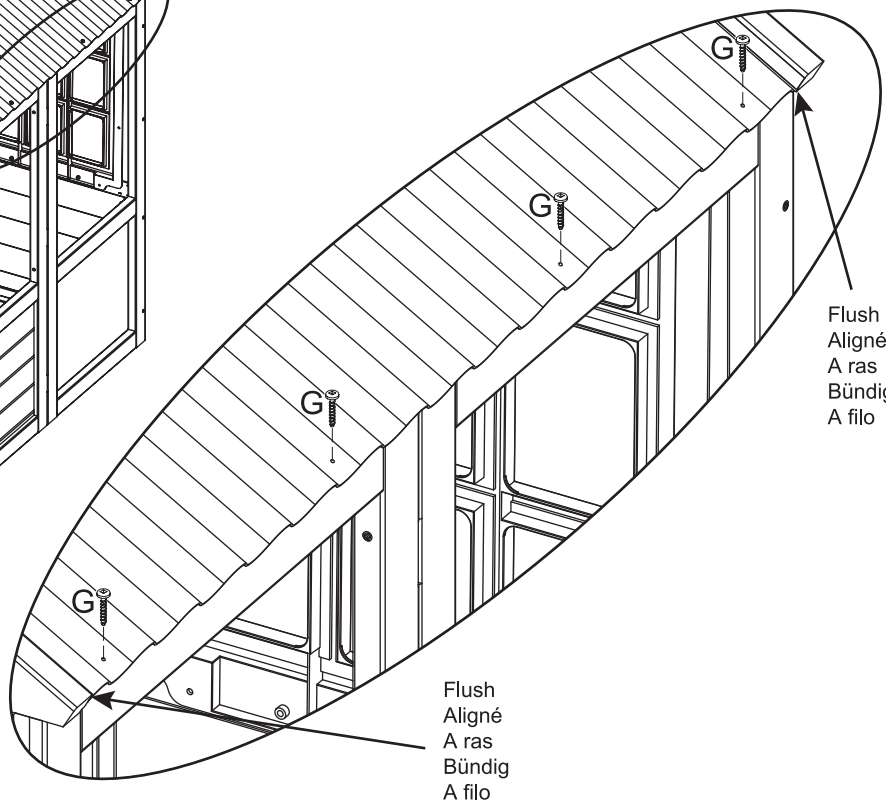 G
G
G
G
Flush
Aligné
A ras
Bündig
A filo
Flush
Aligné
A ras
Bündig
A filo